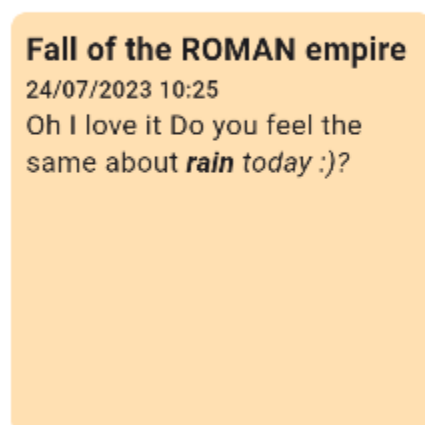 Fall of the ROMAN empire
24/07/2023 10:25
Oh I love it Do you feel the
same about rain today :)?